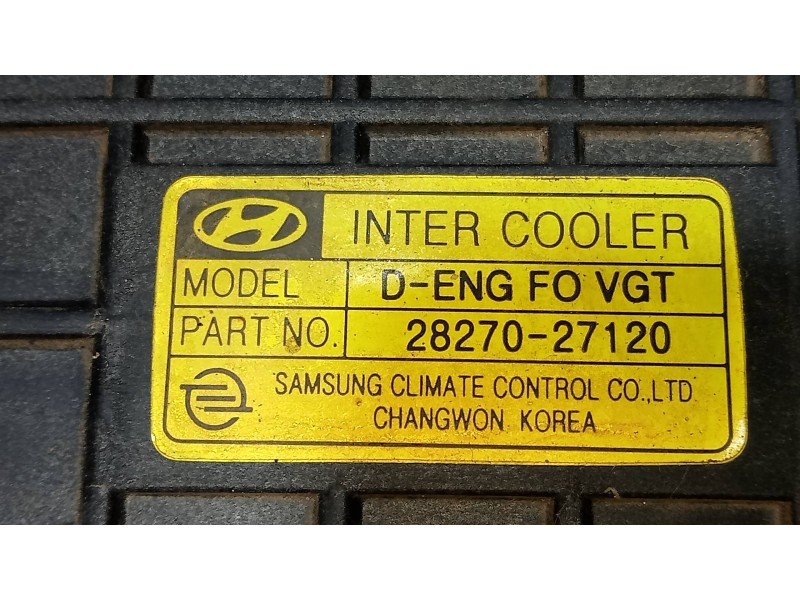 INTER COOLER
MODEL D-ENG FO VGT
PART NO. 28270-27120
SAMSUNG CLIMATE CONTROL CO.,LTD
CHANGWON KOREA